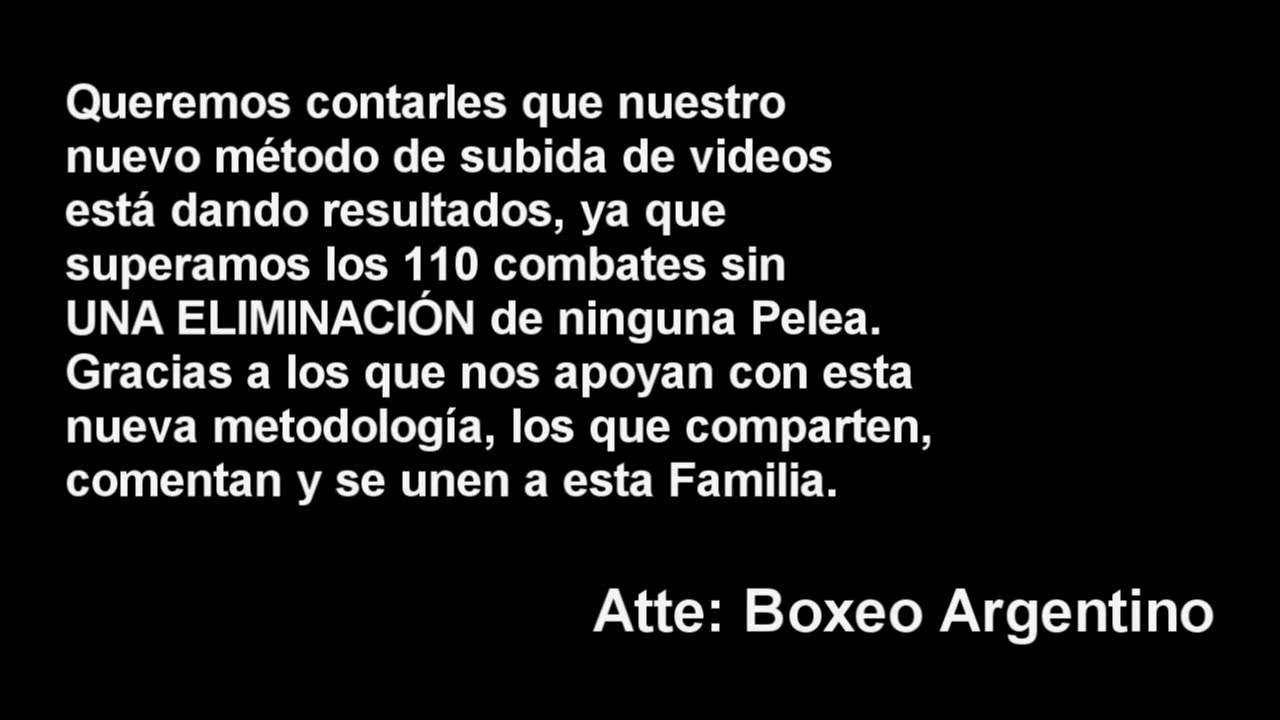 Queremos contarles que nuestro
nuevo método de subida de videos
está dando resultados, ya que
superamos los 110 combates sin
UNA ELIMINACIÓN de ninguna Pelea.
Gracias a los que nos apoyan con esta
nueva metodología, los que comparten,
comentan y se unen a esta Familia.
Atte: Boxeo Argentino